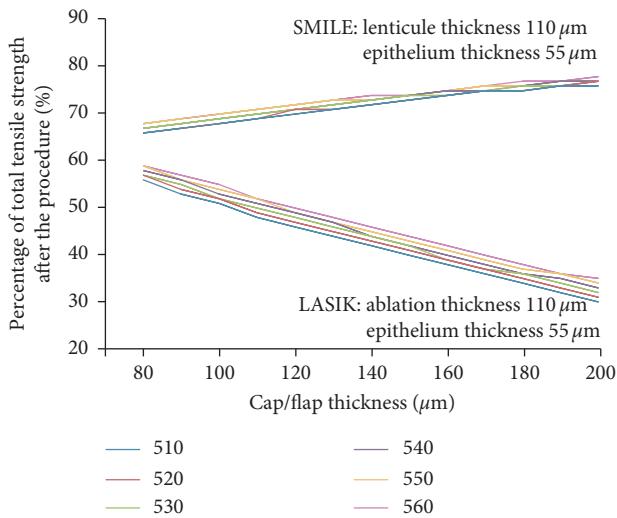 SMILE: lenticule thickness 110 μm
epithelium thickness 55 μm
Percentage of total tensile strength
after the procedure (%)
90
80
70
60
50
40
30
20
LASIK: ablation thickness 110 μm
epithelium thickness 55 μm
80 100 120 140 160 180 200
Cap/flap thickness (μm)
510 540
520 550
530 560